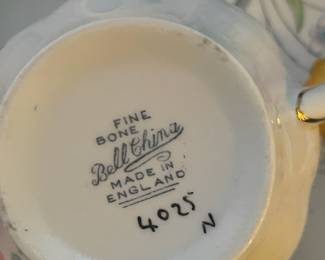 FINE
BONE
Bell China
MADE IN
ENGLAND
4025
N